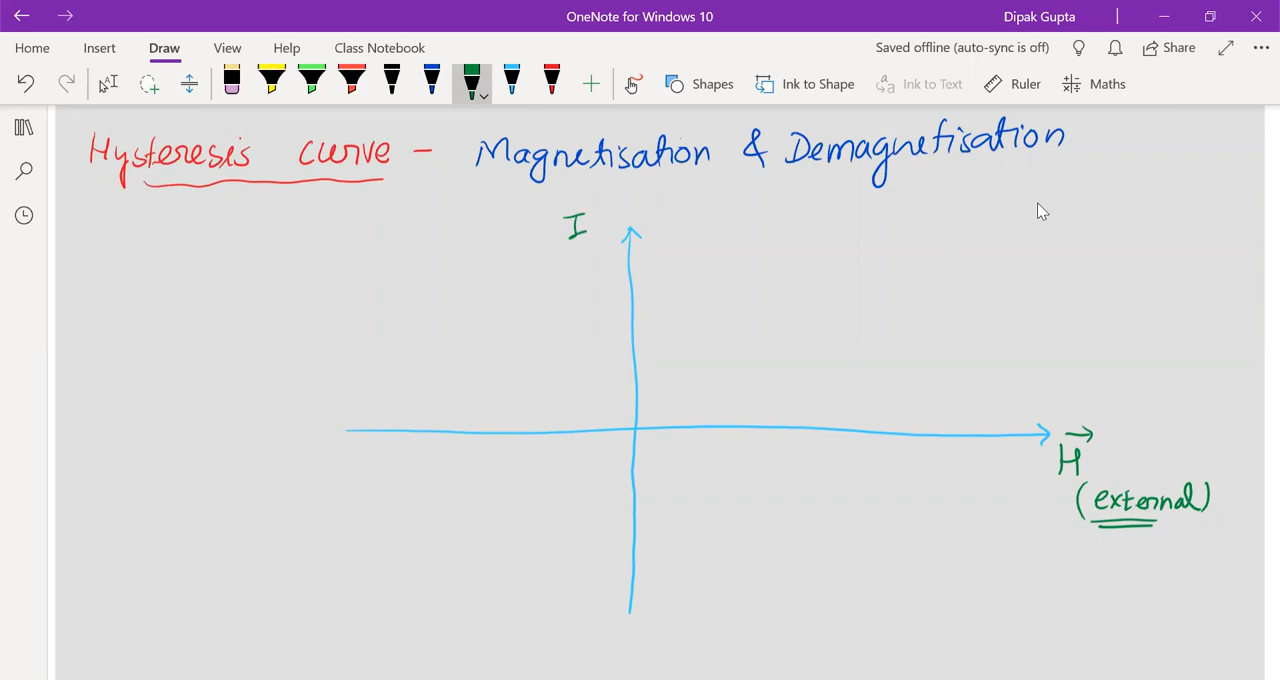 OneNote for Windows 10
Dipak Gupta
Home Insert Draw View Help Class Notebook
Saved offline (auto-sync is off)
Share
Shapes
Ink to Shape
Ink to Text
Ruler
Maths
Hysteresis curve - Magnetisation & Demagnetisation
I
H
(external)